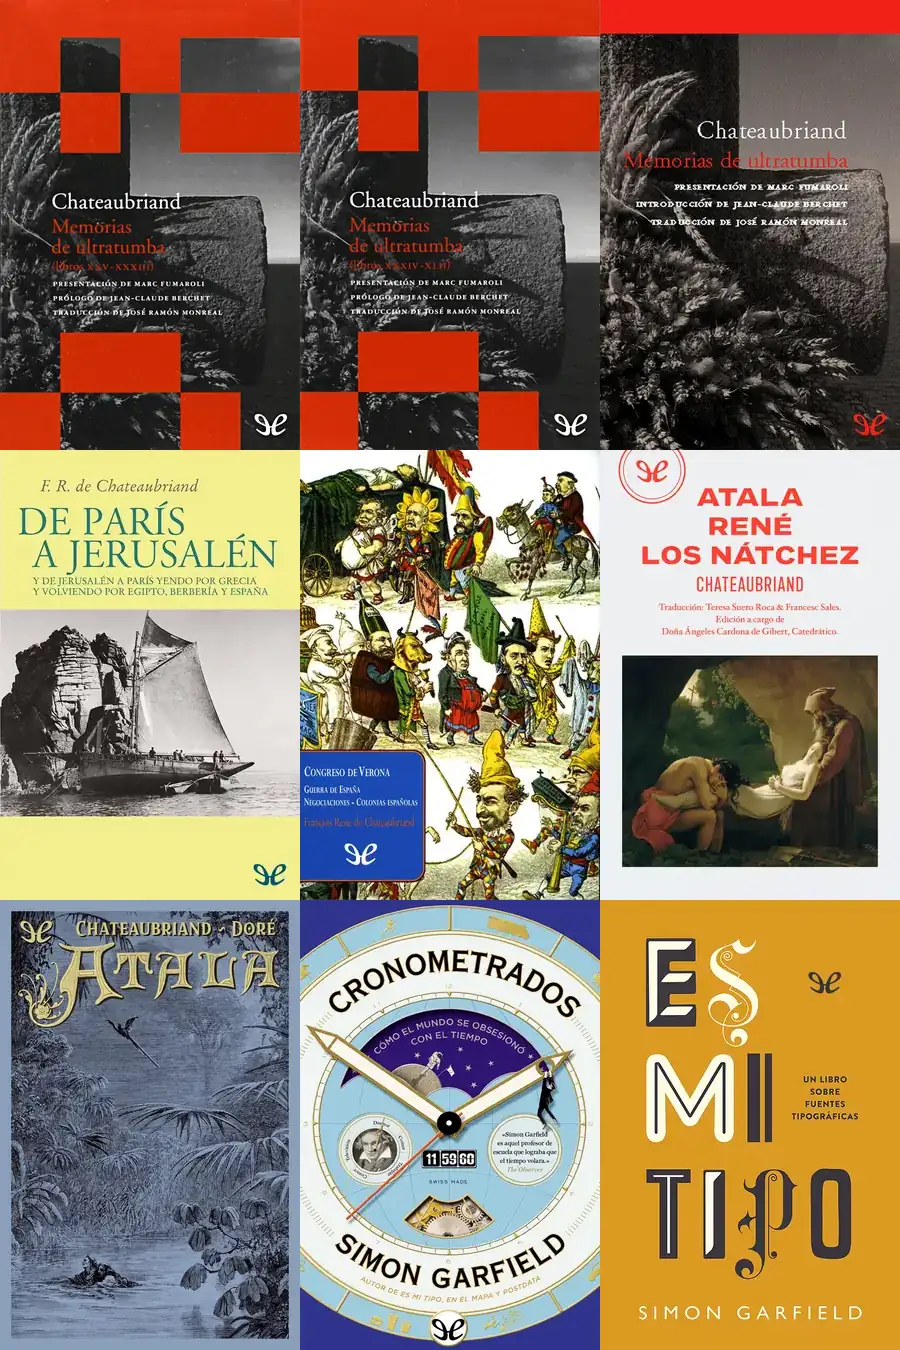 Chateaubriand
Memorias
de ultratumba
(libros XXV-XXXIII)
PRESENTACIÓN DE MARC FUMAROLI
PRÓLOGO DE JEAN-CLAUDE BERCHET
TRADUCCIÓN DE JOSÉ RAMÓN MONREAL
Chateaubriand
Memorias
de ultratumba
(libros XXXIV-XLII)
PRESENTACIÓN DE MARC FUMAROLI
PRÓLOGO DE JEAN-CLAUDE BERCHET
TRADUCCIÓN DE JOSÉ RAMÓN MONREAL
Chateaubriand
Memorias de ultratumba
PRESENTACIÓN DE MARC FUMAROLI
INTRODUCCIÓN DE JEAN-CLAUDE BERCHET
TRADUCCIÓN DE JOSÉ RAMÓN MONREAL
F. R. de Chateaubriand
DE PARÍS
A JERUSALÉN
Y DE JERUSALÉN A PARÍS YENDO POR GRECIA
Y VOLVIENDO POR EGIPTO, BERBERÍA Y ESPAÑA
CONGRESO DE VERONA
GUERRA DE ESPAÑA
NEGOCIACIONES - COLONIAS ESPAÑOLAS
François René de Chateaubriand
ATALA
RENÉ
LOS NÁTCHEZ
CHATEAUBRIAND
Traducción: Teresa Suero Roca & Francesc Sales.
Edición a cargo de
Doña Ángeles Cardona de Gibert, Catedrático.
CHATEAUBRIAND - DORÉ
ATALA
CRONOMETRADOS
CÓMO EL MUNDO SE OBSESIONÓ
CON EL TIEMPO
«Simon Garfield
es aquel profesor de
escuela que lograba que
el tiempo volara.»
The Observer
11 59 60
SWISS MADE
SIMON GARFIELD
AUTOR DE ES MI TIPO, EN EL MAPA Y POSTDATA
ES
MI
TIPO
UN LIBRO
SOBRE
FUENTES
TIPOGRÁFICAS
SIMON GARFIELD